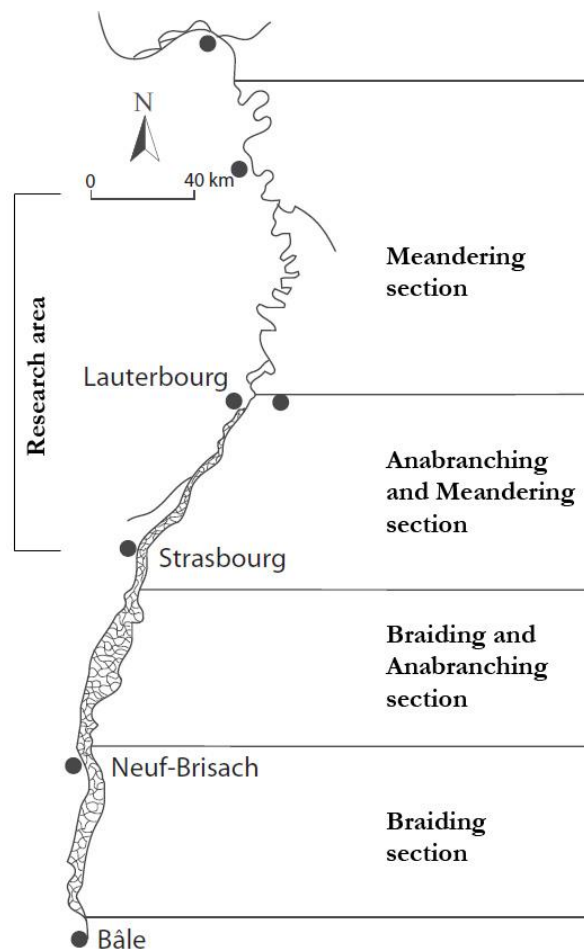 N
0 40 km
Research area
Meandering
section
Lauterbourg
Anabranching
and Meandering
section
Strasbourg
Braiding and
Anabranching
section
Neuf-Brisach
Braiding
section
Bâle